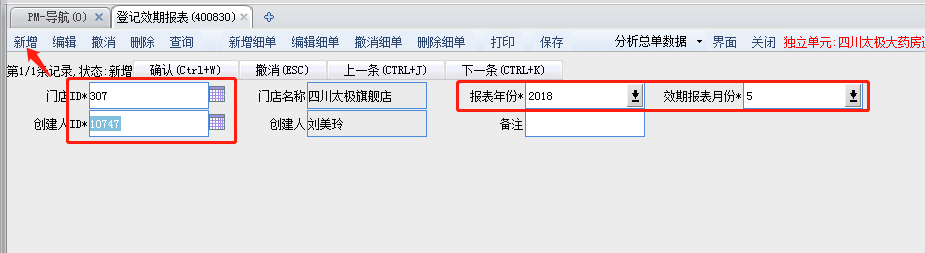 PM-导航(0) 登记效期报表(400830)
新增 编辑 撤消 删除 查询 新增细单 编辑细单 撤消细单 删除细单 打印 保存 分析总单数据 界面 关闭 独立单元:四川太极大药房
第1/1条记录,状态:新增 确认(Ctrl+W) 撤消(ESC) 上一条(CTRL+J) 下一条(CTRL+K)
门店ID* 307 门店名称 四川太极旗舰店 报表年份* 2018 效期报表月份* 5
创建人ID* 10747 创建人 刘美玲 备注